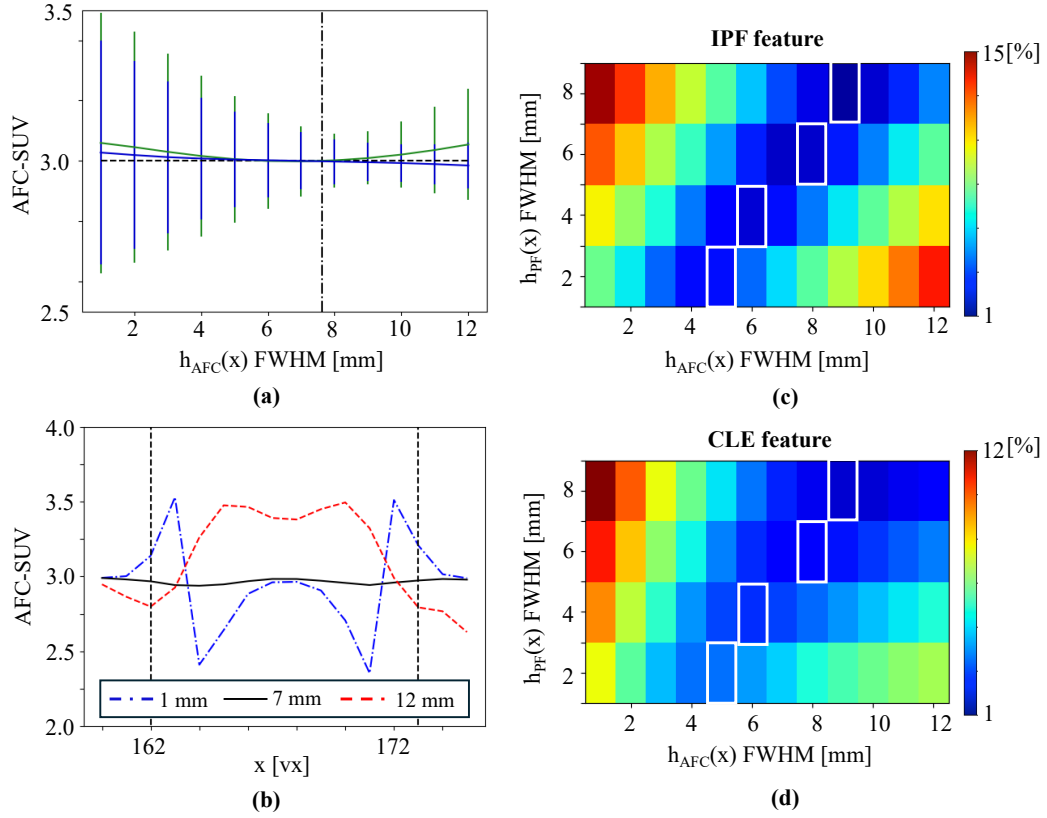 3.5
3.0
2.5
AFC-SUV
2 4 6 8 10 12
h_AFC(x) FWHM [mm]
(a)
4.0
3.5
3.0
2.5
2.0
AFC-SUV
1 mm 7 mm 12 mm
162 172
x [vx]
(b)
IPF feature
15[%]
1
8
6
4
2
h_PF(x) FWHM [mm]
2 4 6 8 10 12
h_AFC(x) FWHM [mm]
(c)
CLE feature
12[%]
1
8
6
4
2
h_PF(x) FWHM [mm]
2 4 6 8 10 12
h_AFC(x) FWHM [mm]
(d)